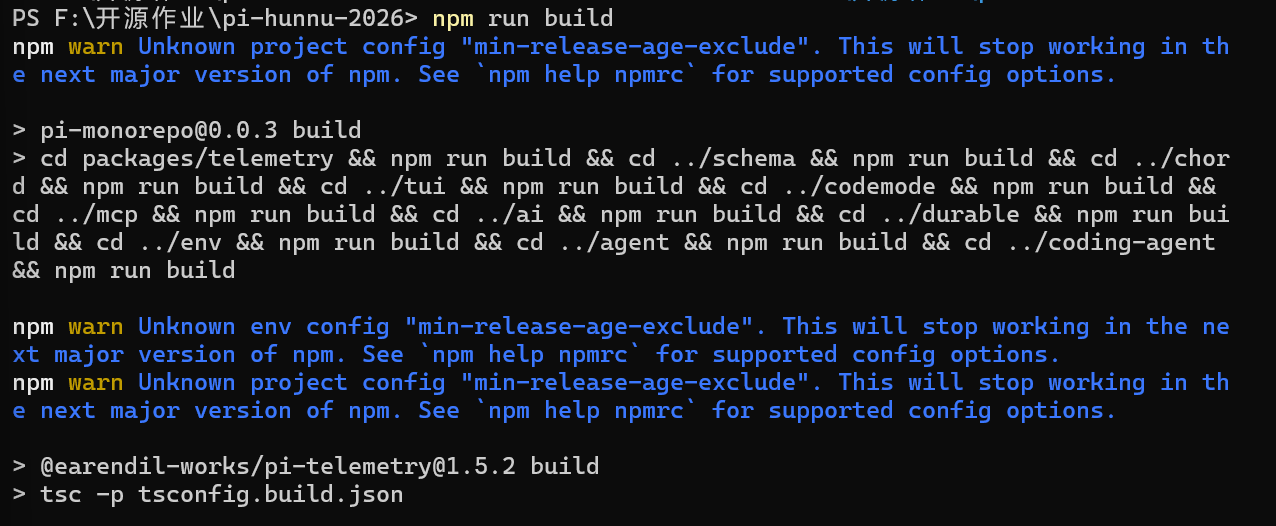 PS F:\开源作业\pi-hunnu-2026> npm run build
npm warn Unknown project config "min-release-age-exclude". This will stop working in th
e next major version of npm. See `npm help npmrc` for supported config options.
> pi-monorepo@0.0.3 build
> cd packages/telemetry && npm run build && cd ../schema && npm run build && cd ../chor
d && npm run build && cd ../tui && npm run build && cd ../codemode && npm run build &&
cd ../mcp && npm run build && cd ../ai && npm run build && cd ../durable && npm run bui
ld && cd ../env && npm run build && cd ../agent && npm run build && cd ../coding-agent
&& npm run build
npm warn Unknown env config "min-release-age-exclude". This will stop working in the ne
xt major version of npm. See `npm help npmrc` for supported config options.
npm warn Unknown project config "min-release-age-exclude". This will stop working in th
e next major version of npm. See `npm help npmrc` for supported config options.
> @earendil-works/pi-telemetry@1.5.2 build
> tsc -p tsconfig.build.json